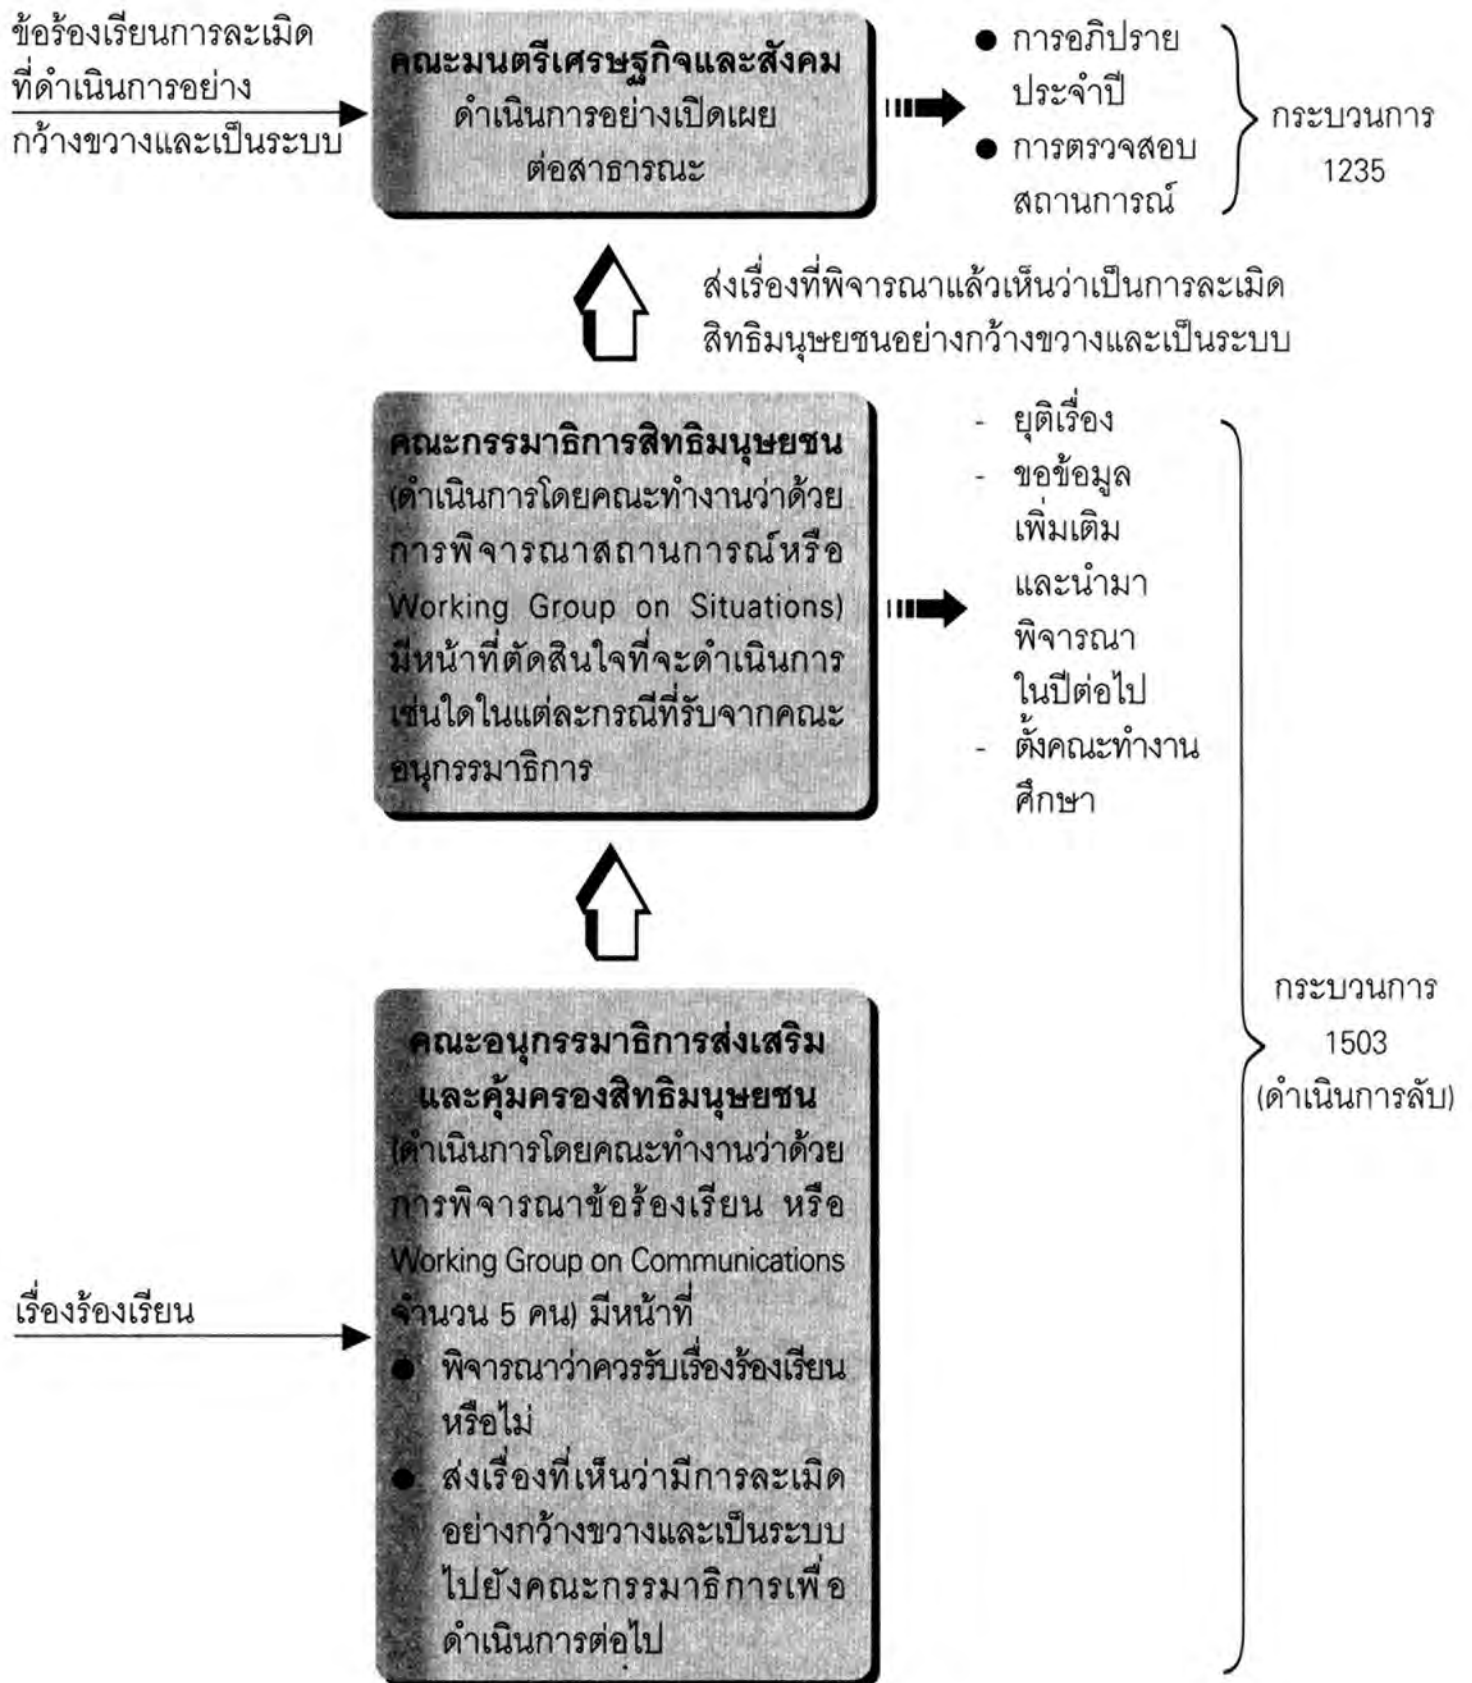 ข้อร้องเรียนการละเมิด
ที่ดำเนินการอย่าง
กว้างขวางและเป็นระบบ
คณะมนตรีเศรษฐกิจและสังคม
ดำเนินการอย่างเปิดเผย
ต่อสาธารณะ
● การอภิปราย
ประจำปี
● การตรวจสอบ
สถานการณ์
กระบวนการ
1235
ส่งเรื่องที่พิจารณาแล้วเห็นว่าเป็นการละเมิด
สิทธิมนุษยชนอย่างกว้างขวางและเป็นระบบ
คณะกรรมาธิการสิทธิมนุษยชน
(ดำเนินการโดยคณะทำงานว่าด้วย
การพิจารณาสถานการณ์หรือ
Working Group on Situations)
มีหน้าที่ตัดสินใจที่จะดำเนินการ
เช่นใดในแต่ละกรณีที่รับจากคณะ
อนุกรรมาธิการ
- ยุติเรื่อง
- ขอข้อมูล
เพิ่มเติม
และนำมา
พิจารณา
ในปีต่อไป
- ตั้งคณะทำงาน
ศึกษา
กระบวนการ
1503
(ดำเนินการลับ)
คณะอนุกรรมาธิการส่งเสริม
และคุ้มครองสิทธิมนุษยชน
(ดำเนินการโดยคณะทำงานว่าด้วย
การพิจารณาข้อร้องเรียน หรือ
Working Group on Communications
จำนวน 5 คน) มีหน้าที่
● พิจารณาว่าควรรับเรื่องร้องเรียน
หรือไม่
● ส่งเรื่องที่เห็นว่ามีการละเมิด
อย่างกว้างขวางและเป็นระบบ
ไปยังคณะกรรมาธิการเพื่อ
ดำเนินการต่อไป
เรื่องร้องเรียน